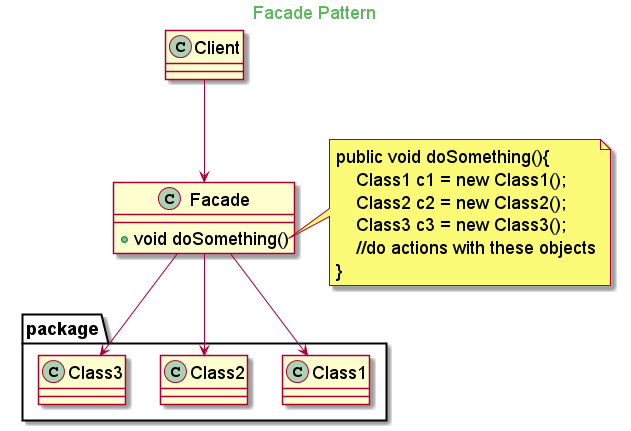 Facade Pattern
C Client
C Facade
void doSomething()
public void doSomething(){
    Class1 c1 = new Class1();
    Class2 c2 = new Class2();
    Class3 c3 = new Class3();
    //do actions with these objects
}
package
C Class3
C Class2
C Class1